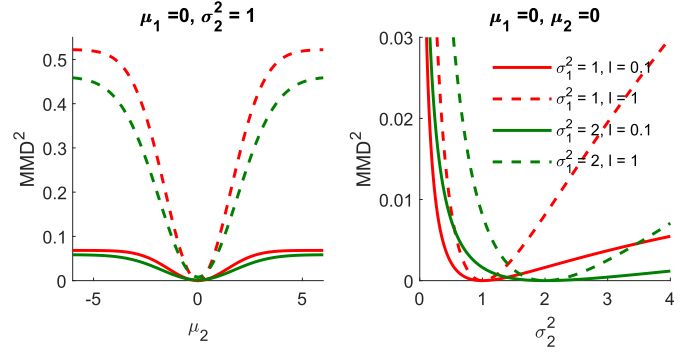 μ₁ =0, σ₂² = 1
MMD²
0.5
0.4
0.3
0.2
0.1
0
-5
0
5
μ₂
μ₁ =0, μ₂ =0
MMD²
0.03
0.02
0.01
0.00
0
1
2
3
4
σ₂²
σ₁² = 1, l = 0.1
σ₁² = 1, l = 1
σ₁² = 2, l = 0.1
σ₁² = 2, l = 1